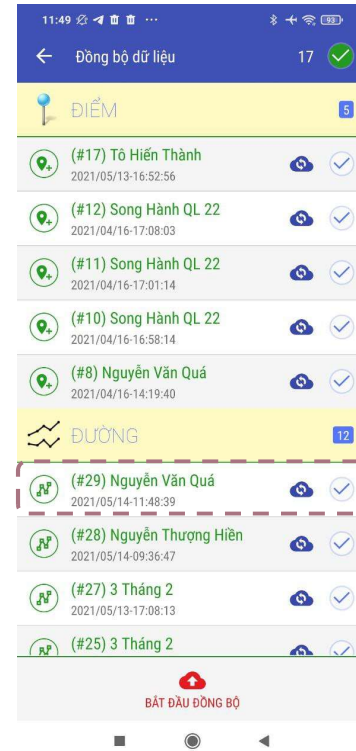 11:49 ... 93
Đồng bộ dữ liệu 17
ĐIỂM 5
(#17) Tô Hiến Thành
2021/05/13-16:52:56
(#12) Song Hành QL 22
2021/04/16-17:08:03
(#11) Song Hành QL 22
2021/04/16-17:01:14
(#10) Song Hành QL 22
2021/04/16-16:58:14
(#8) Nguyễn Văn Quá
2021/04/16-14:19:40
ĐƯỜNG 12
(#29) Nguyễn Văn Quá
2021/05/14-11:48:39
(#28) Nguyễn Thượng Hiền
2021/05/14-09:36:47
(#27) 3 Tháng 2
2021/05/13-17:08:13
(#25) 3 Tháng 2
BẮT ĐẦU ĐỒNG BỘ